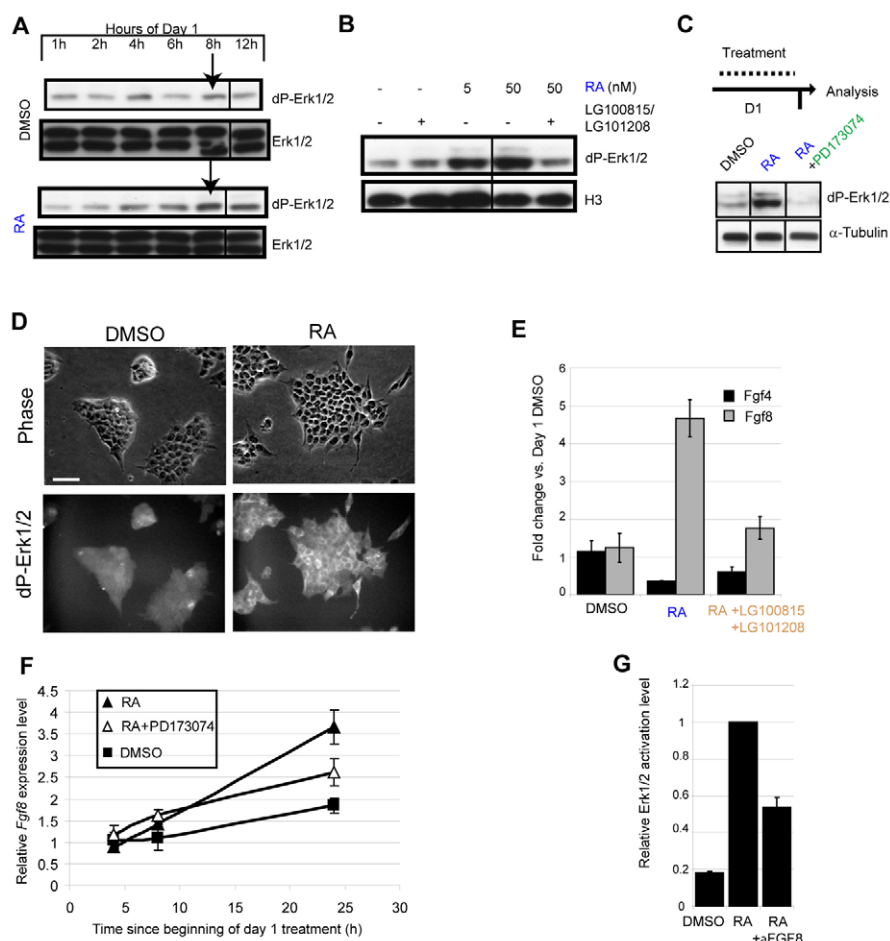 A
Hours of Day 1
1h 2h 4h 6h 8h 12h
DMSO
dP-Erk1/2
Erk1/2
RA
dP-Erk1/2
Erk1/2
B
- - 5 50 50 RA (nM)
- + - - + LG100815/
LG101208
dP-Erk1/2
H3
C
Treatment
Analysis
D1
DMSO
RA
RA
+PD173074
dP-Erk1/2
α-Tubulin
D
DMSO RA
Phase
dP-Erk1/2
E
Fold change vs. Day 1 DMSO
6
5
4
3
2
1
0
Fgf4
Fgf8
DMSO
RA
RA +LG100815
+LG101208
F
Relative Fgf8 expression level
4.5
4
3.5
3
2.5
2
1.5
1
0.5
0
RA
RA+PD173074
DMSO
0 5 10 15 20 25 30
Time since beginning of day 1 treatment (h)
G
Relative Erk1/2 activation level
1.2
1
0.8
0.6
0.4
0.2
0
DMSO RA RA
+aFGF8